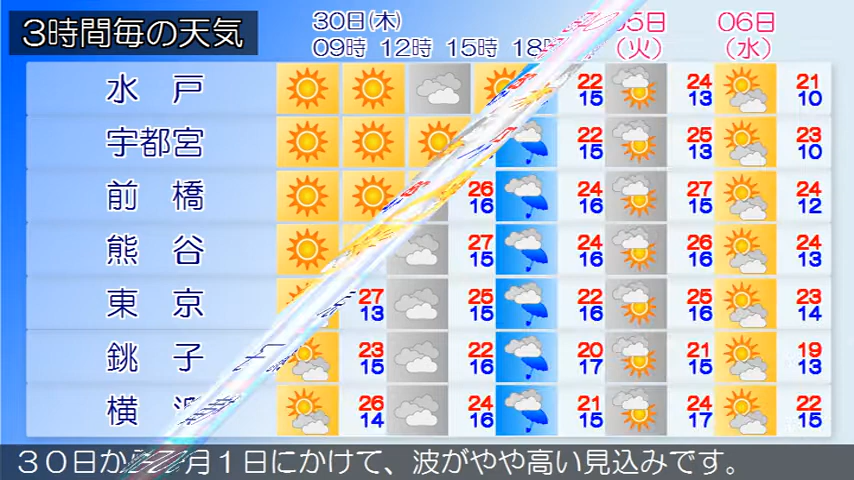 3時間毎の天気
30日(木) 05日 06日
09時 12時 15時 18時 (火) (水)
水戸 22 24 21
15 13 10
宇都宮 22 25 23
15 13 10
前橋 26 24 27 24
16 16 15 12
熊谷 27 24 26 24
15 16 16 13
東京 27 25 22 25 23
13 15 16 16 14
銚子 23 22 20 21 19
15 16 17 15 13
横 26 24 21 24 22
14 16 15 17 15
30日か 月1日にかけて、波がやや高い見込みです。